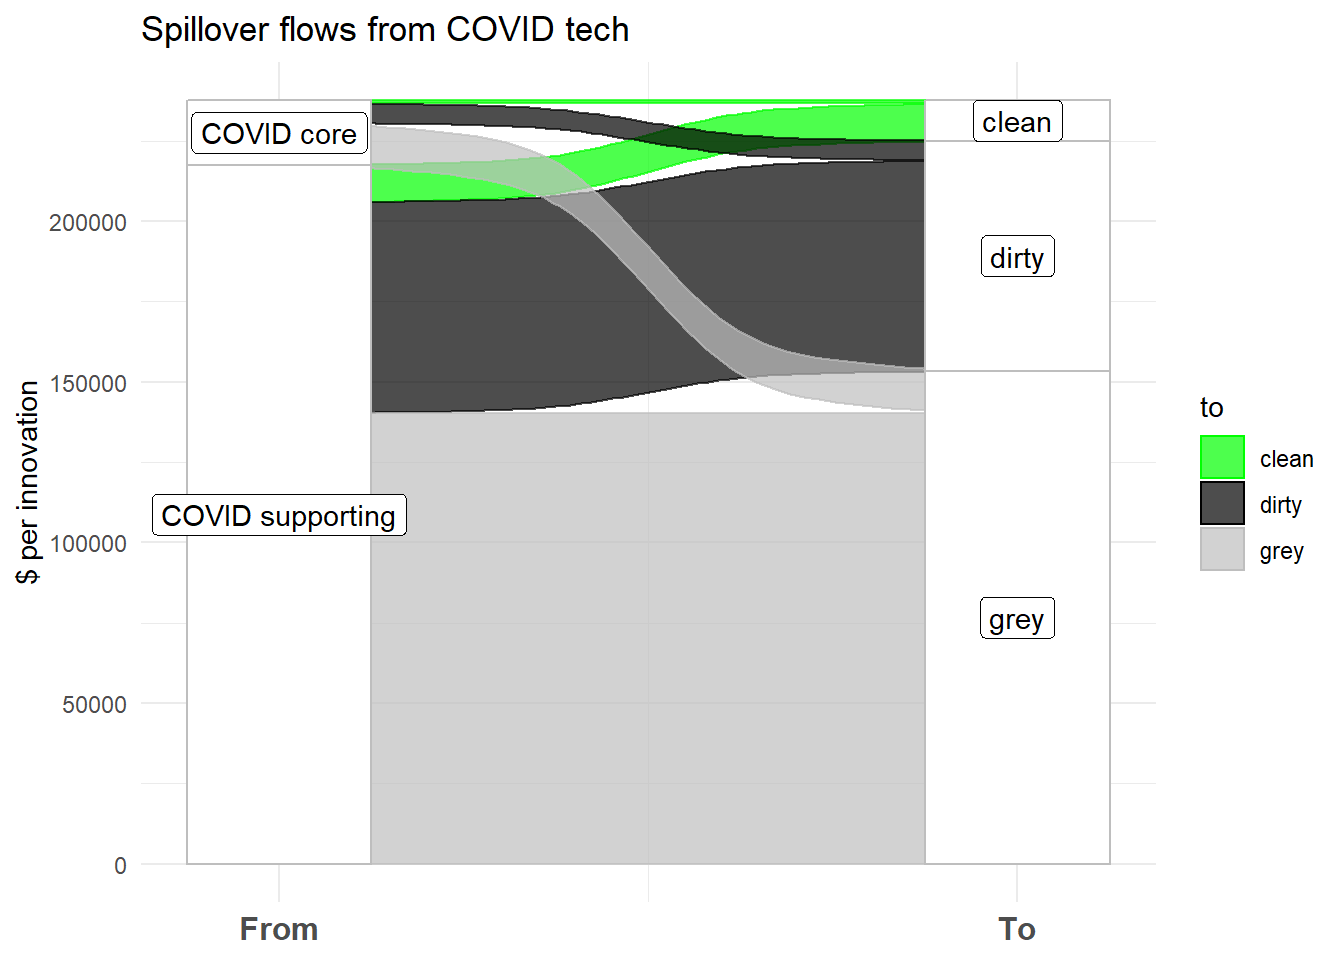 Spillover flows from COVID tech
$ per innovation
200000
150000
100000
50000
0
COVID core
COVID supporting
clean
dirty
grey
From
To
to
clean
dirty
grey